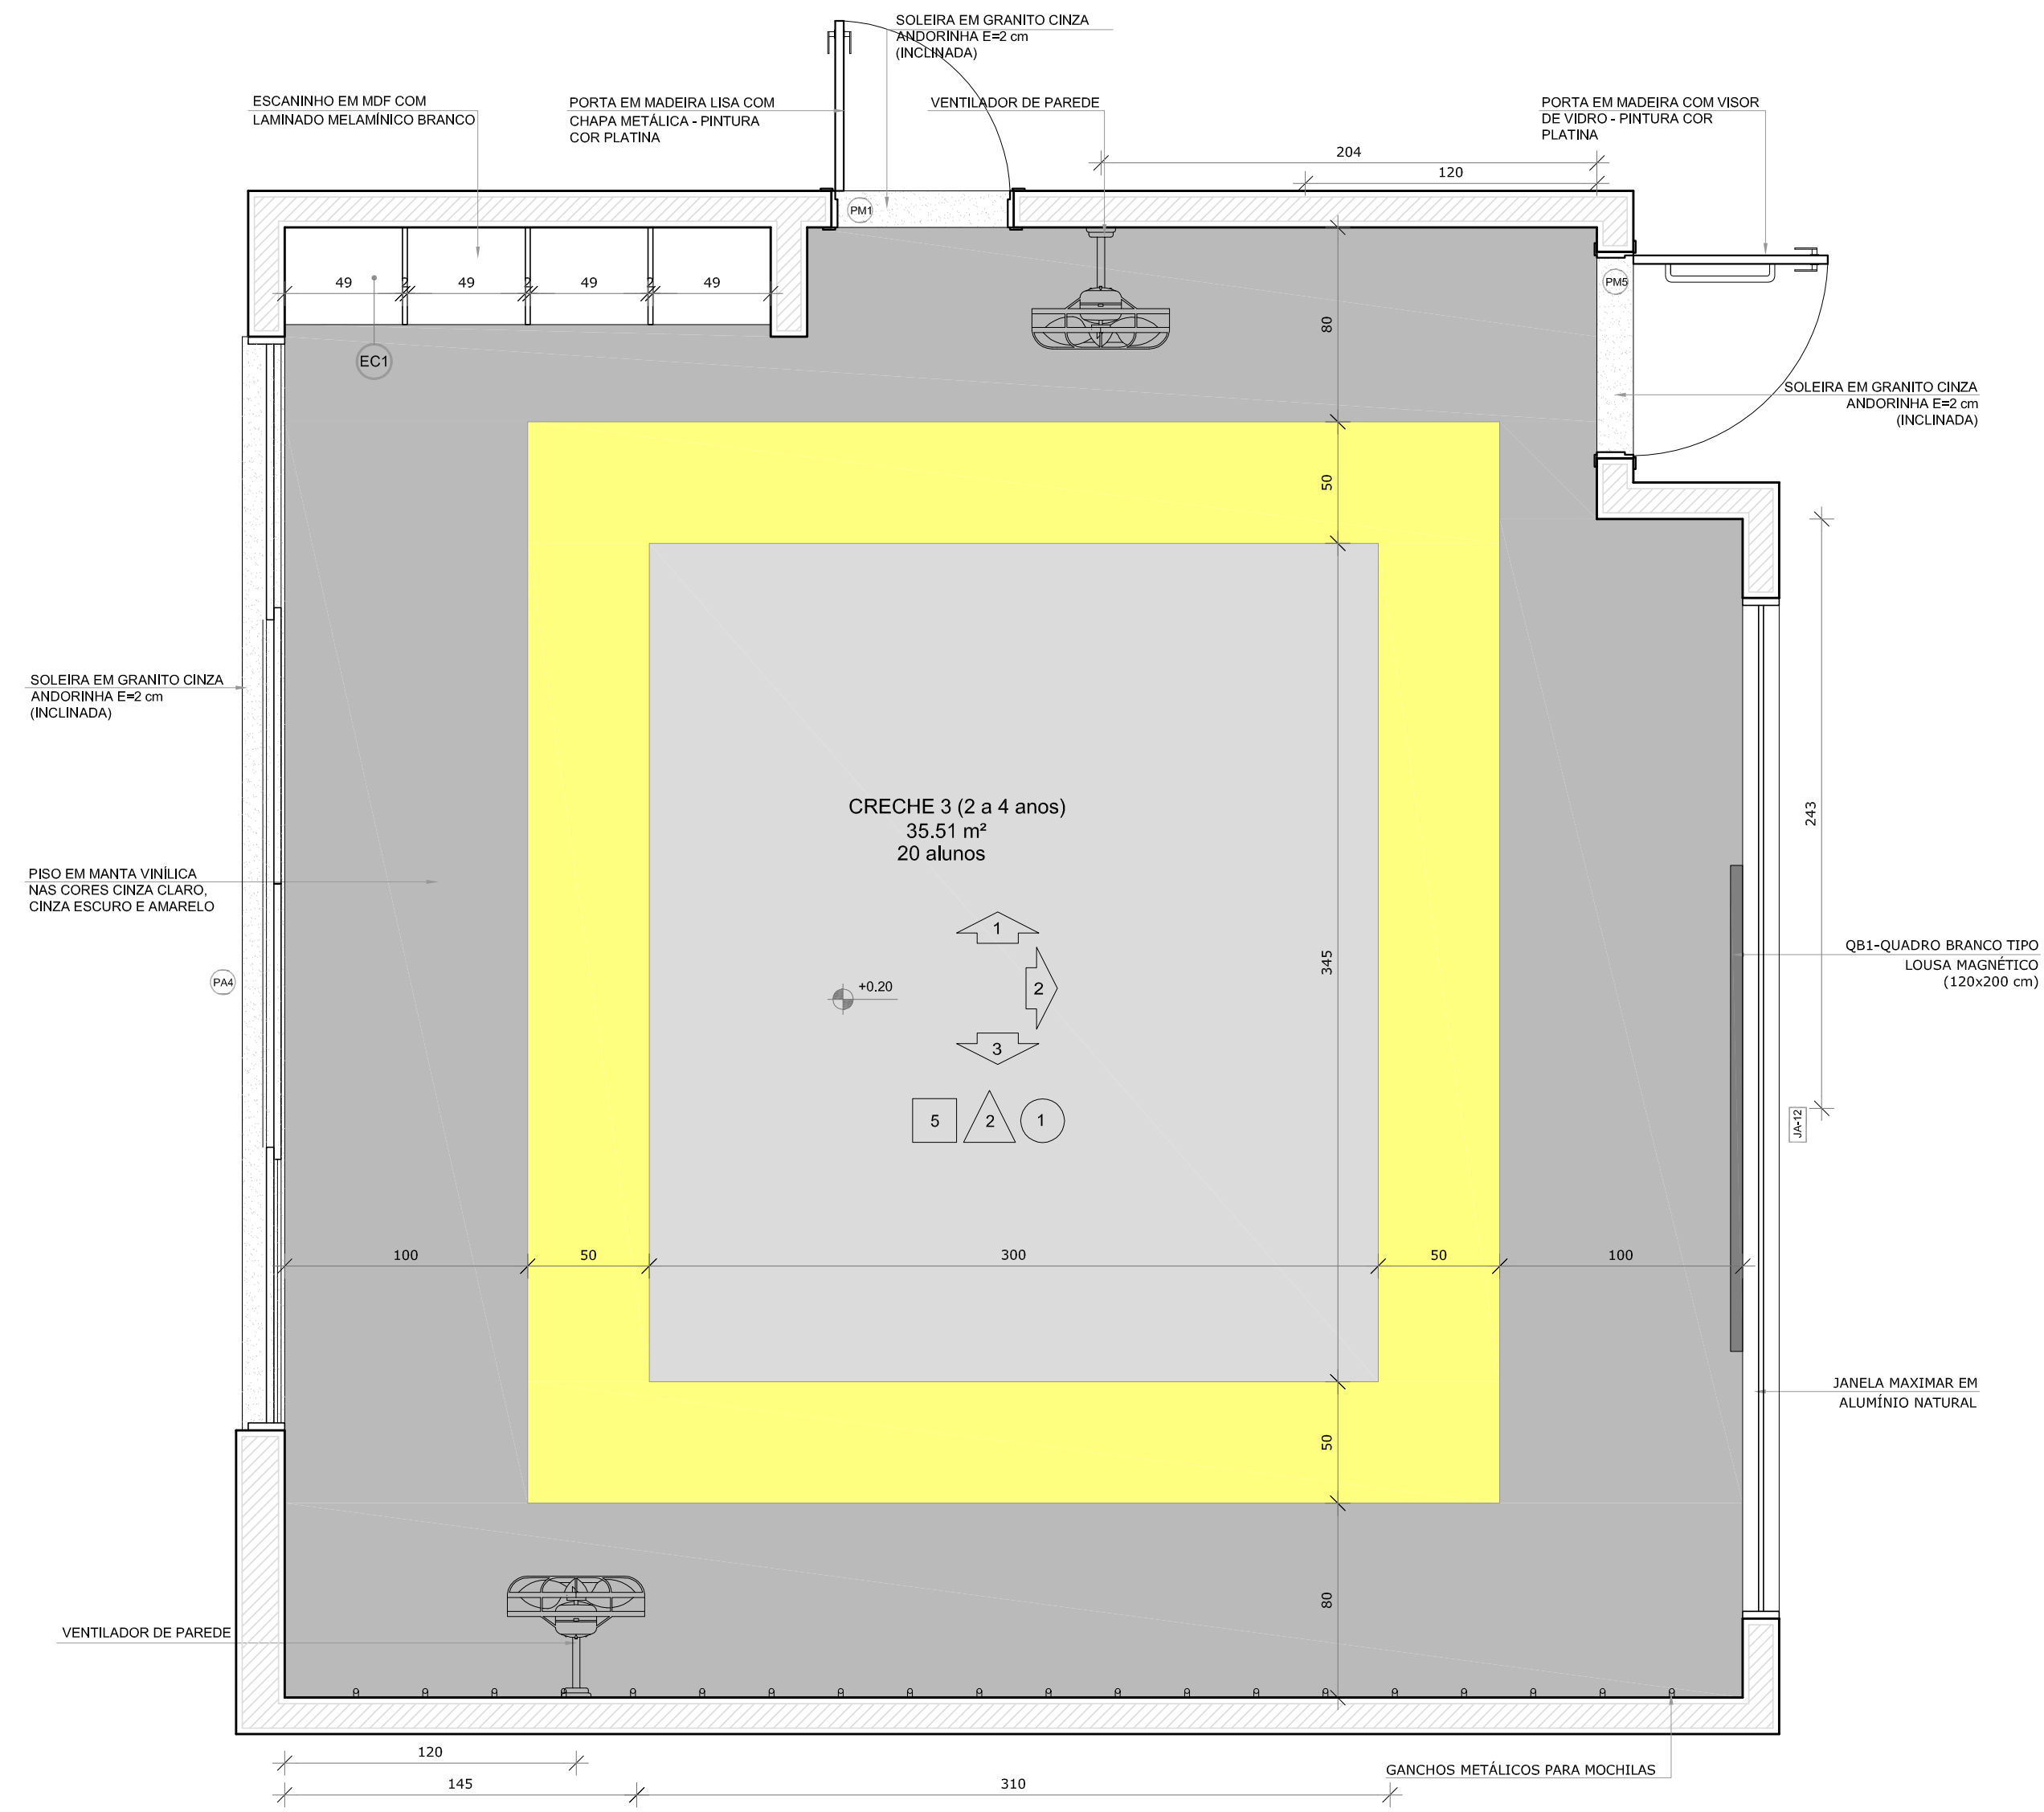 SOLEIRA EM GRANITO CINZA
ANDORINHA E=2 cm
(INCLINADA)
ESCANINHO EM MDF COM
LAMINADO MELAMÍNICO BRANCO
PORTA EM MADEIRA LISA COM
CHAPA METÁLICA - PINTURA
COR PLATINA
VENTILADOR DE PAREDE
PORTA EM MADEIRA COM VISOR
DE VIDRO - PINTURA COR
PLATINA
204
120
PM1
PM5
49
2
49
2
49
2
49
EC1
80
SOLEIRA EM GRANITO CINZA
ANDORINHA E=2 cm
(INCLINADA)
50
SOLEIRA EM GRANITO CINZA
ANDORINHA E=2 cm
(INCLINADA)
CRECHE 3 (2 a 4 anos)
35.51 m²
20 alunos
243
PISO EM MANTA VINÍLICA
NAS CORES CINZA CLARO,
CINZA ESCURO E AMARELO
1
2
3
+0.20
345
PA4
QB1-QUADRO BRANCO TIPO
LOUSA MAGNÉTICO
(120x200 cm)
5
2
1
JA-12
100
50
300
50
100
JANELA MAXIMAR EM
ALUMÍNIO NATURAL
50
80
VENTILADOR DE PAREDE
120
145
310
GANCHOS METÁLICOS PARA MOCHILAS